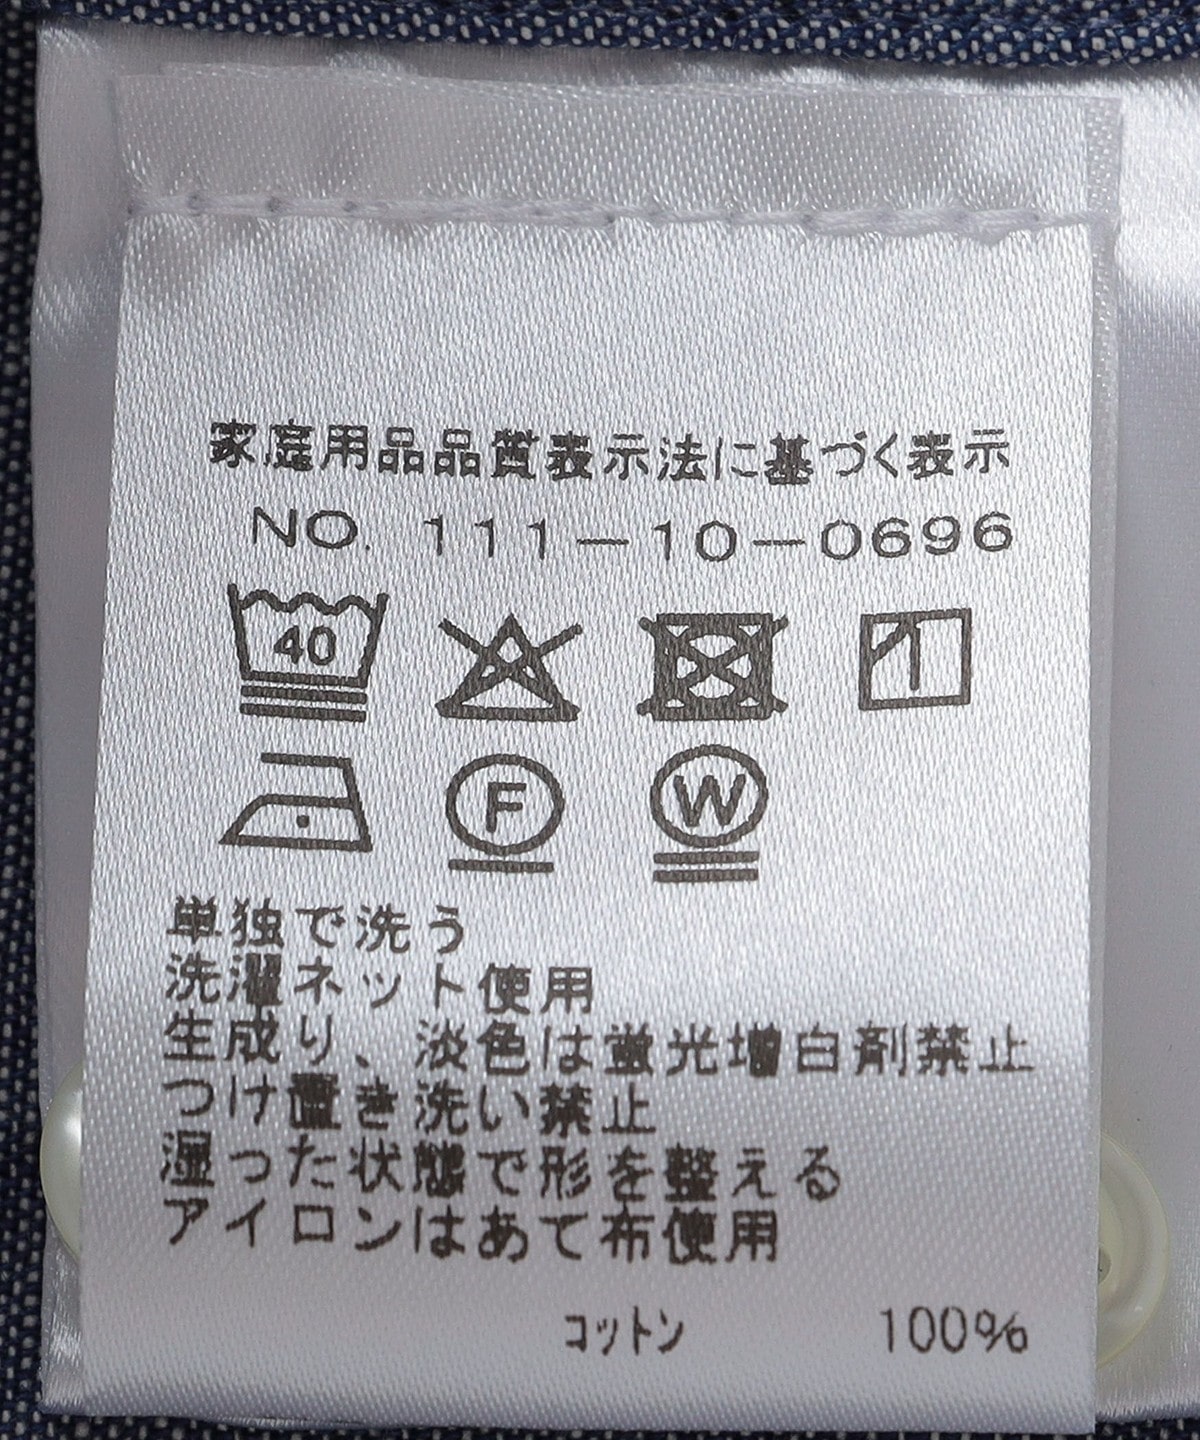 家庭用品品質表示法に基づく表示
NO. 111-10-0696
40
F W
単独で洗う
洗濯ネット使用
生成り、淡色は蛍光増白剤禁止
つけ置き洗い禁止
湿った状態で形を整える
アイロンはあて布使用
コットン 100%